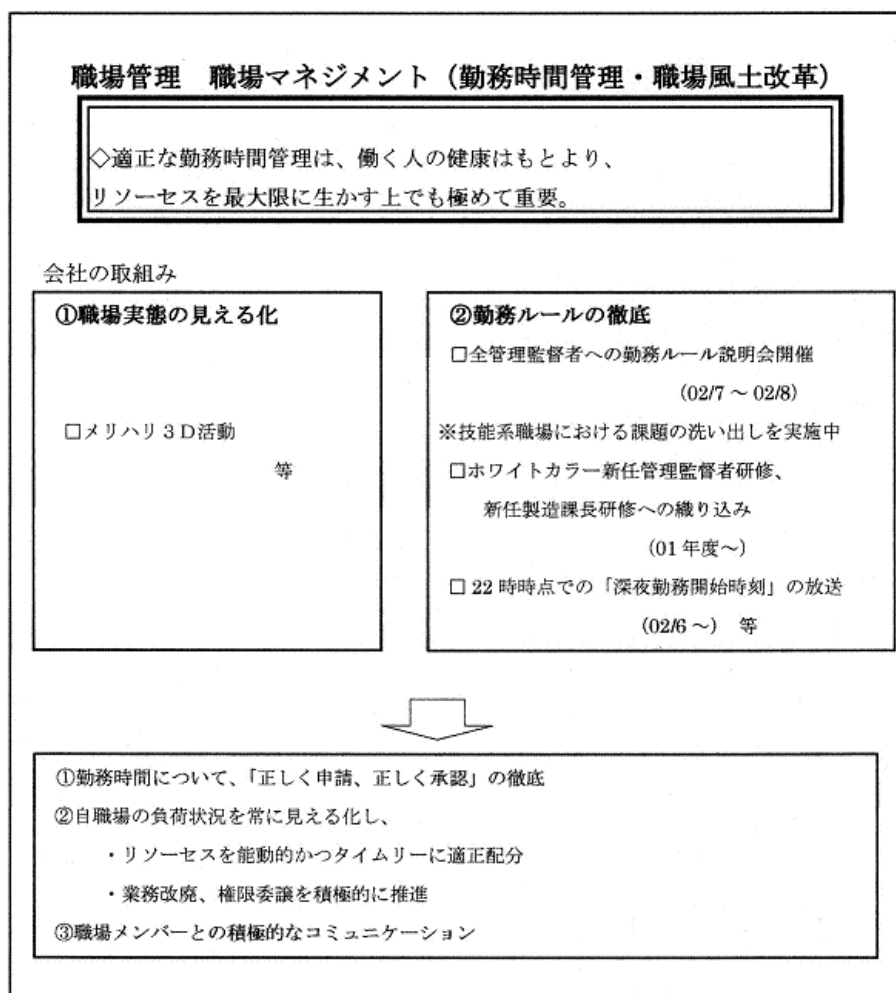 職場管理　職場マネジメント（勤務時間管理・職場風土改革）
◇適正な勤務時間管理は、働く人の健康はもとより、
リソーセスを最大限に生かす上でも極めて重要。
会社の取組み
①職場実態の見える化
□メリハリ３Ｄ活動
等
②勤務ルールの徹底
□全管理監督者への勤務ルール説明会開催
(02/7 ～ 02/8)
※技能系職場における課題の洗い出しを実施中
□ホワイトカラー新任管理監督者研修、
新任製造課長研修への織り込み
(01 年度～)
□ 22 時時点での「深夜勤務開始時刻」の放送
(02/6 ～)　等
①勤務時間について、「正しく申請、正しく承認」の徹底
②自職場の負荷状況を常に見える化し、
・リソーセスを能動的かつタイムリーに適正配分
・業務改廃、権限委譲を積極的に推進
③職場メンバーとの積極的なコミュニケーション